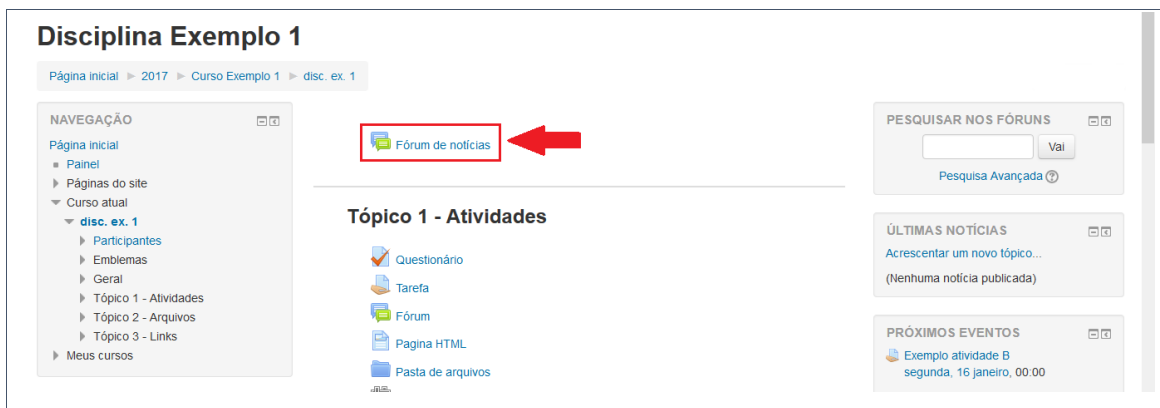 Disciplina Exemplo 1
Página inicial ▶ 2017 ▶ Curso Exemplo 1 ▶ disc. ex. 1
NAVEGAÇÃO
Página inicial
Painel
Páginas do site
Curso atual
disc. ex. 1
Participantes
Emblemas
Geral
Tópico 1 - Atividades
Tópico 2 - Arquivos
Tópico 3 - Links
Meus cursos
Fórum de notícias
Tópico 1 - Atividades
Questionário
Tarefa
Fórum
Pagina HTML
Pasta de arquivos
PESQUISAR NOS FÓRUNS
Vai
Pesquisa Avançada
ÚLTIMAS NOTÍCIAS
Acrescentar um novo tópico...
(Nenhuma notícia publicada)
PRÓXIMOS EVENTOS
Exemplo atividade B
segunda, 16 janeiro, 00:00